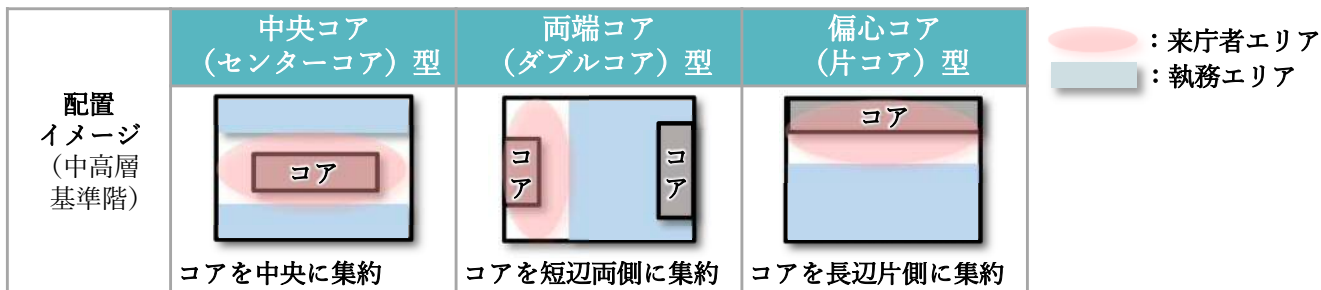 中央コア
（センターコア）型
両端コア
（ダブルコア）型
偏心コア
（片コア）型
：来庁者エリア
：執務エリア
配置
イメージ
（中高層
基準階）
コア
コア
コア
コア
コアを中央に集約
コアを短辺両側に集約
コアを長辺片側に集約